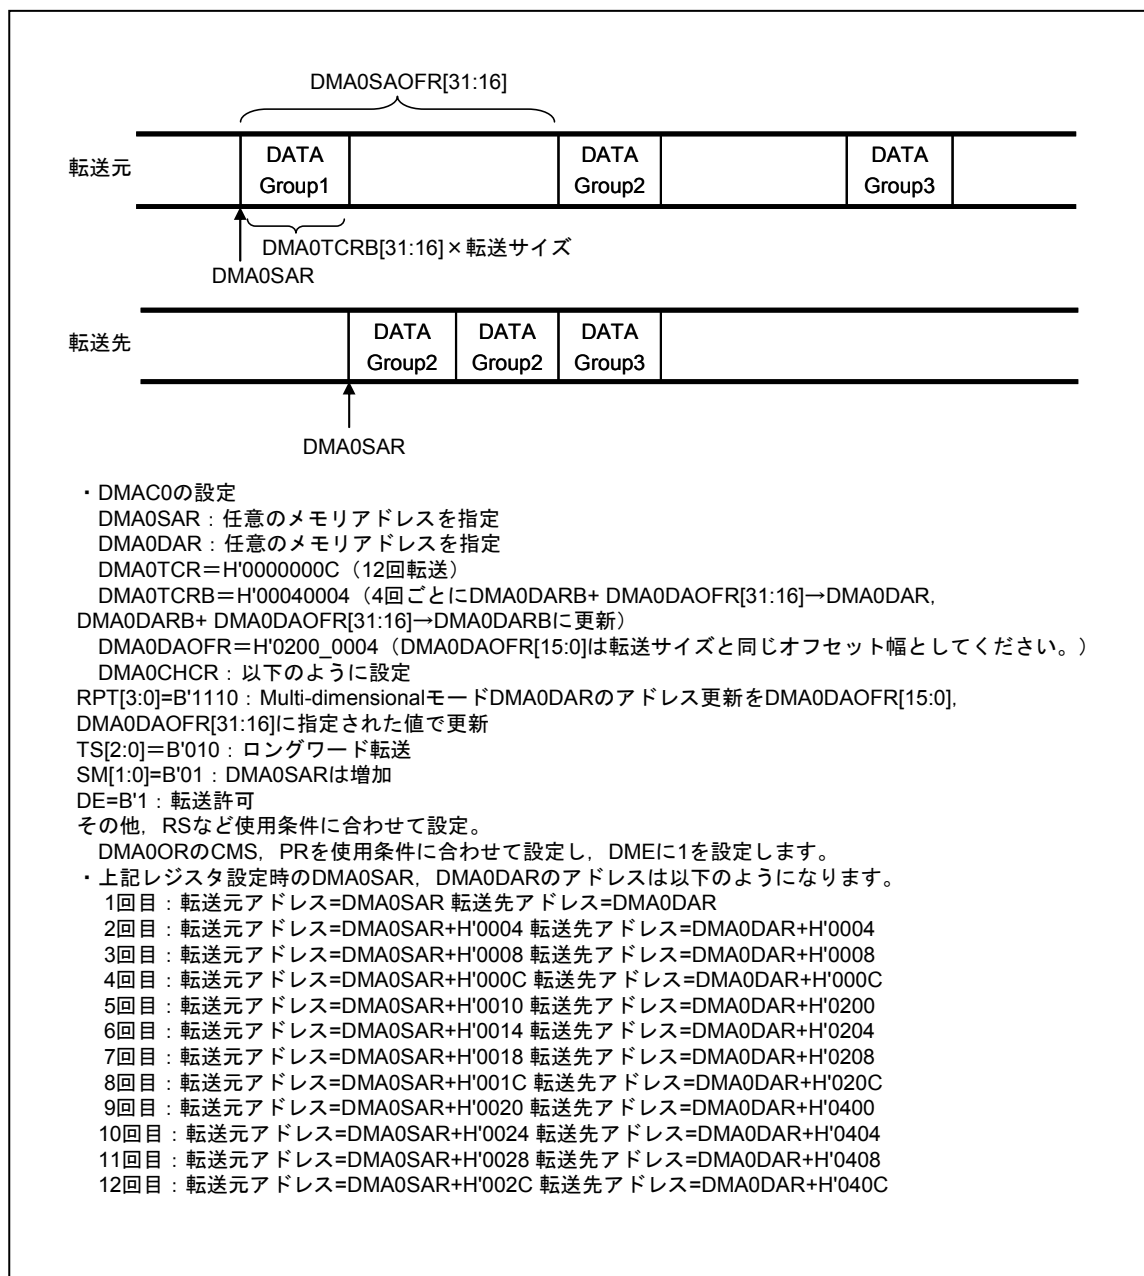 DMA0SAOFR[31:16]
転送元
DATA
Group1
DATA
Group2
DATA
Group3
DMA0TCRB[31:16]×転送サイズ
DMA0SAR
転送先
DATA
Group2
DATA
Group2
DATA
Group3
DMA0SAR
・DMAC0の設定
DMA0SAR：任意のメモリアドレスを指定
DMA0DAR：任意のメモリアドレスを指定
DMA0TCR＝H'0000000C（12回転送）
DMA0TCRB＝H'00040004（4回ごとにDMA0DARB+ DMA0DAOFR[31:16]→DMA0DAR,
DMA0DARB+ DMA0DAOFR[31:16]→DMA0DARBに更新）
DMA0DAOFR＝H'0200_0004（DMA0DAOFR[15:0]は転送サイズと同じオフセット幅としてください。）
DMA0CHCR：以下のように設定
RPT[3:0]=B'1110：Multi-dimensionalモードDMA0DARのアドレス更新をDMA0DAOFR[15:0],
DMA0DAOFR[31:16]に指定された値で更新
TS[2:0]＝B'010：ロングワード転送
SM[1:0]=B'01：DMA0SARは増加
DE=B'1：転送許可
その他，RSなど使用条件に合わせて設定。
DMA0ORのCMS，PRを使用条件に合わせて設定し，DMEに1を設定します。
・上記レジスタ設定時のDMA0SAR，DMA0DARのアドレスは以下のようになります。
1回目：転送元アドレス=DMA0SAR 転送先アドレス=DMA0DAR
2回目：転送元アドレス=DMA0SAR+H'0004 転送先アドレス=DMA0DAR+H'0004
3回目：転送元アドレス=DMA0SAR+H'0008 転送先アドレス=DMA0DAR+H'0008
4回目：転送元アドレス=DMA0SAR+H'000C 転送先アドレス=DMA0DAR+H'000C
5回目：転送元アドレス=DMA0SAR+H'0010 転送先アドレス=DMA0DAR+H'0200
6回目：転送元アドレス=DMA0SAR+H'0014 転送先アドレス=DMA0DAR+H'0204
7回目：転送元アドレス=DMA0SAR+H'0018 転送先アドレス=DMA0DAR+H'0208
8回目：転送元アドレス=DMA0SAR+H'001C 転送先アドレス=DMA0DAR+H'020C
9回目：転送元アドレス=DMA0SAR+H'0020 転送先アドレス=DMA0DAR+H'0400
10回目：転送元アドレス=DMA0SAR+H'0024 転送先アドレス=DMA0DAR+H'0404
11回目：転送元アドレス=DMA0SAR+H'0028 転送先アドレス=DMA0DAR+H'0408
12回目：転送元アドレス=DMA0SAR+H'002C 転送先アドレス=DMA0DAR+H'040C